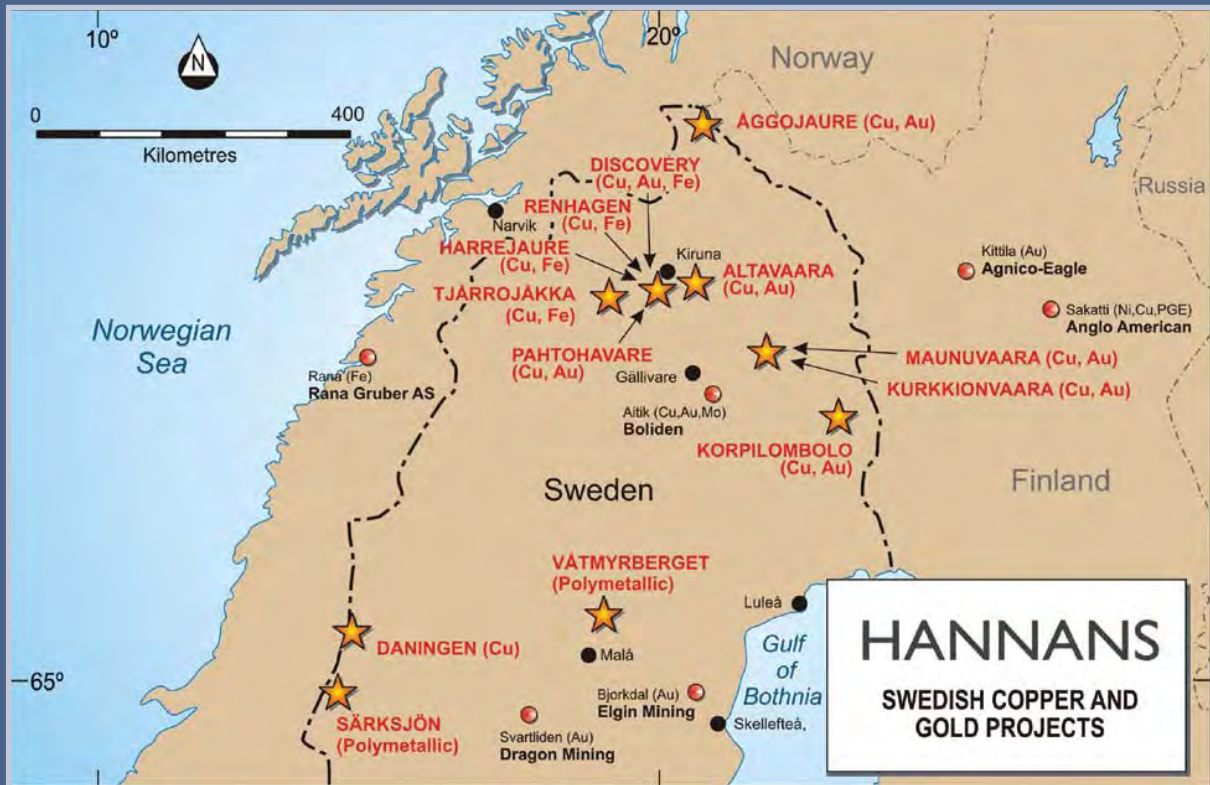 10º
20º
N
Norway
0
400
Kilometres
ÅGGOJAURE (Cu, Au)
DISCOVERY
(Cu, Au, Fe)
Russia
RENHAGEN
(Cu, Fe)
Narvik
HARREJAURE
(Cu, Fe)
Kiruna
ALTAVAARA
(Cu, Au)
Kittila (Au)
Agnico-Eagle
TJÅRROJÅKKA
(Cu, Fe)
Sakatti (Ni,Cu,PGE)
Anglo American
Norwegian
Sea
PAHTOHAVARE
(Cu, Au)
MAUNUVAARA (Cu, Au)
KURKKIONVAARA (Cu, Au)
Rana (Fe)
Rana Gruber AS
Gällivare
Aitik (Cu,Au,Mo)
Boliden
KORPILOMBOLO
(Cu, Au)
Sweden
Finland
VÅTMYRBERGET
(Polymetallic)
Luleå
DANINGEN (Cu)
Malå
Gulf
of
Bothnia
65º
SÄRKSJÖN
(Polymetallic)
Bjorkdal (Au)
Elgin Mining
Skellefteå,
Svartliden (Au)
Dragon Mining
HANNANS
SWEDISH COPPER AND
GOLD PROJECTS